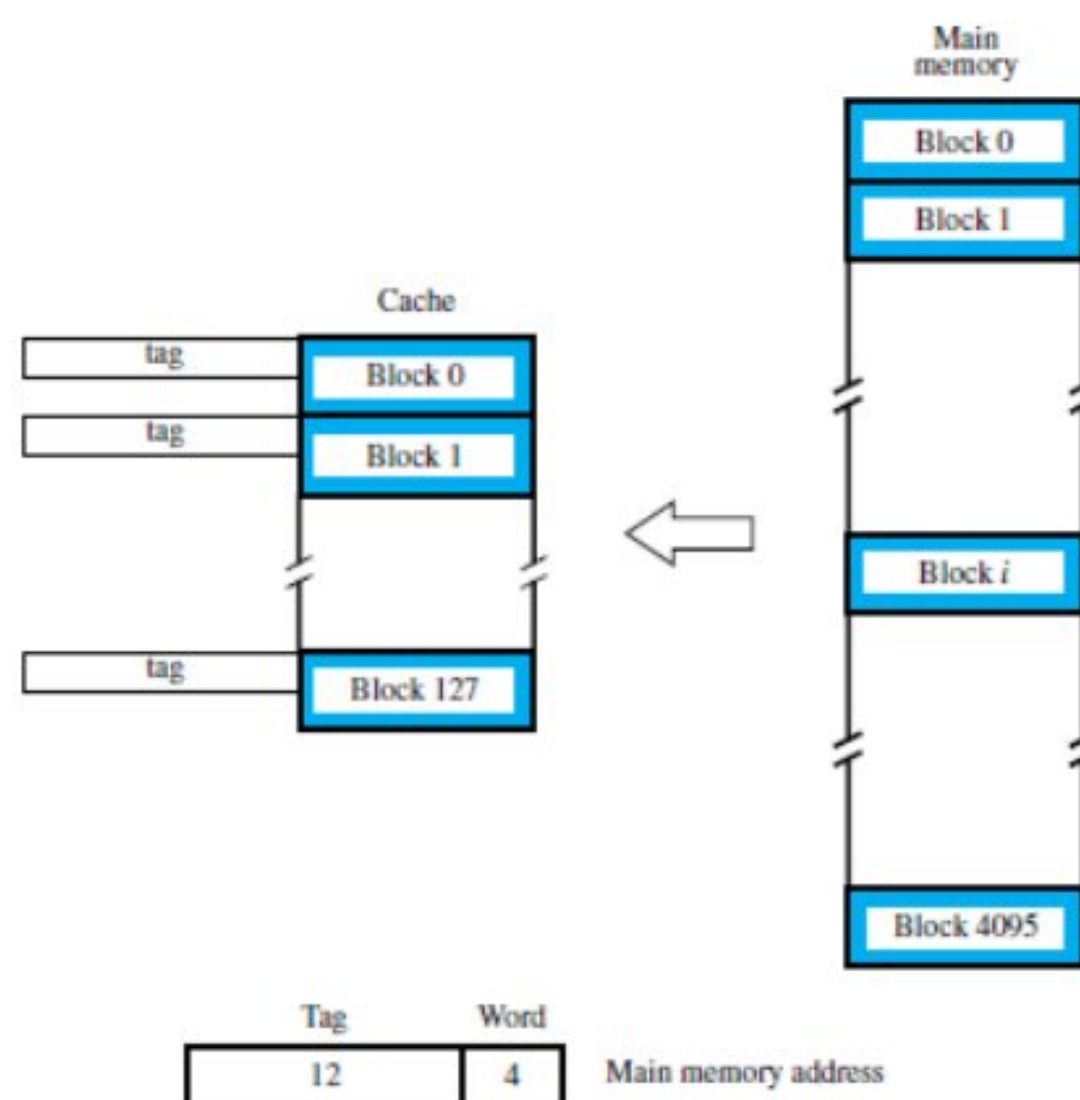 Main
memory
Block 0
Block 1
Cache
tag
Block 0
tag
Block 1
Block i
tag
Block 127
Block 4095
Tag Word
12 4 Main memory address